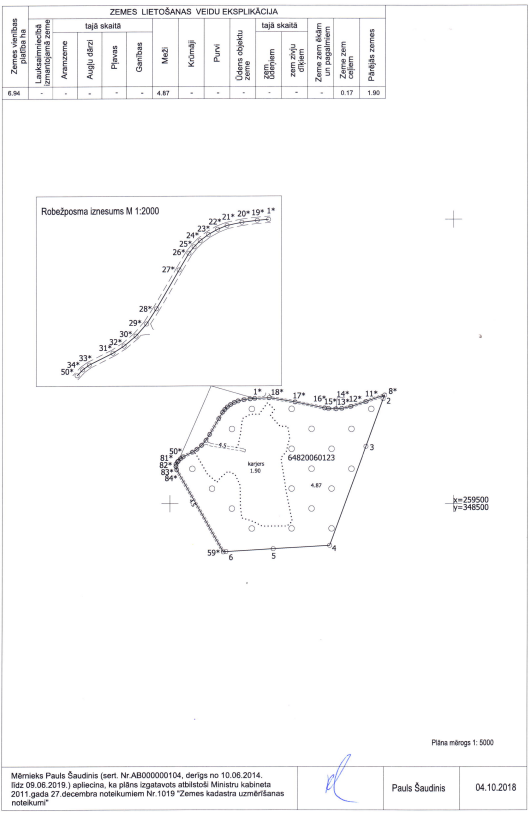 ZEMES LIETOŠANAS VEIDU EKSPLIKĀCIJA
Zemes vienības platība ha
Lauksaimniecībā izmantojamā zeme
tajā skaitā
Aramzeme
Augļu dārzi
Pļavas
Ganības
Meži
Krūmāji
Purvi
Ūdens objektu zeme
tajā skaitā
zem ūdeņiem
zem zivju dīķiem
Zeme zem ēkām un pagalmiem
Zeme zem ceļiem
Pārējās zemes
6.94 - - - - - 4.87 - - - - - - 0.17 1.90
Robežposma iznesums M 1:2000
22* 21* 20* 19* 1*
24* 23*
25*
26*
27*
28*
29*
30*
31* 32*
33*
34*
50*
1* 18* 17* 16* 15* 14* 13* 12* 11* 8*
2
3
4
5
6
59*
50*
81*
82*
83*
84*
4.5
4.5
karjers
1.90
64820060123
4.87
x=259500
y=348500
Plāna mērogs 1: 5000
Mērnieks Pauls Šaudinis (sert. Nr.AB000000104, derīgs no 10.06.2014.
līdz 09.06.2019.) apliecina, ka plāns izgatavots atbilstoši Ministru kabineta
2011.gada 27.decembra noteikumiem Nr.1019 "Zemes kadastra uzmērīšanas
noteikumi"
Pauls Šaudinis
04.10.2018